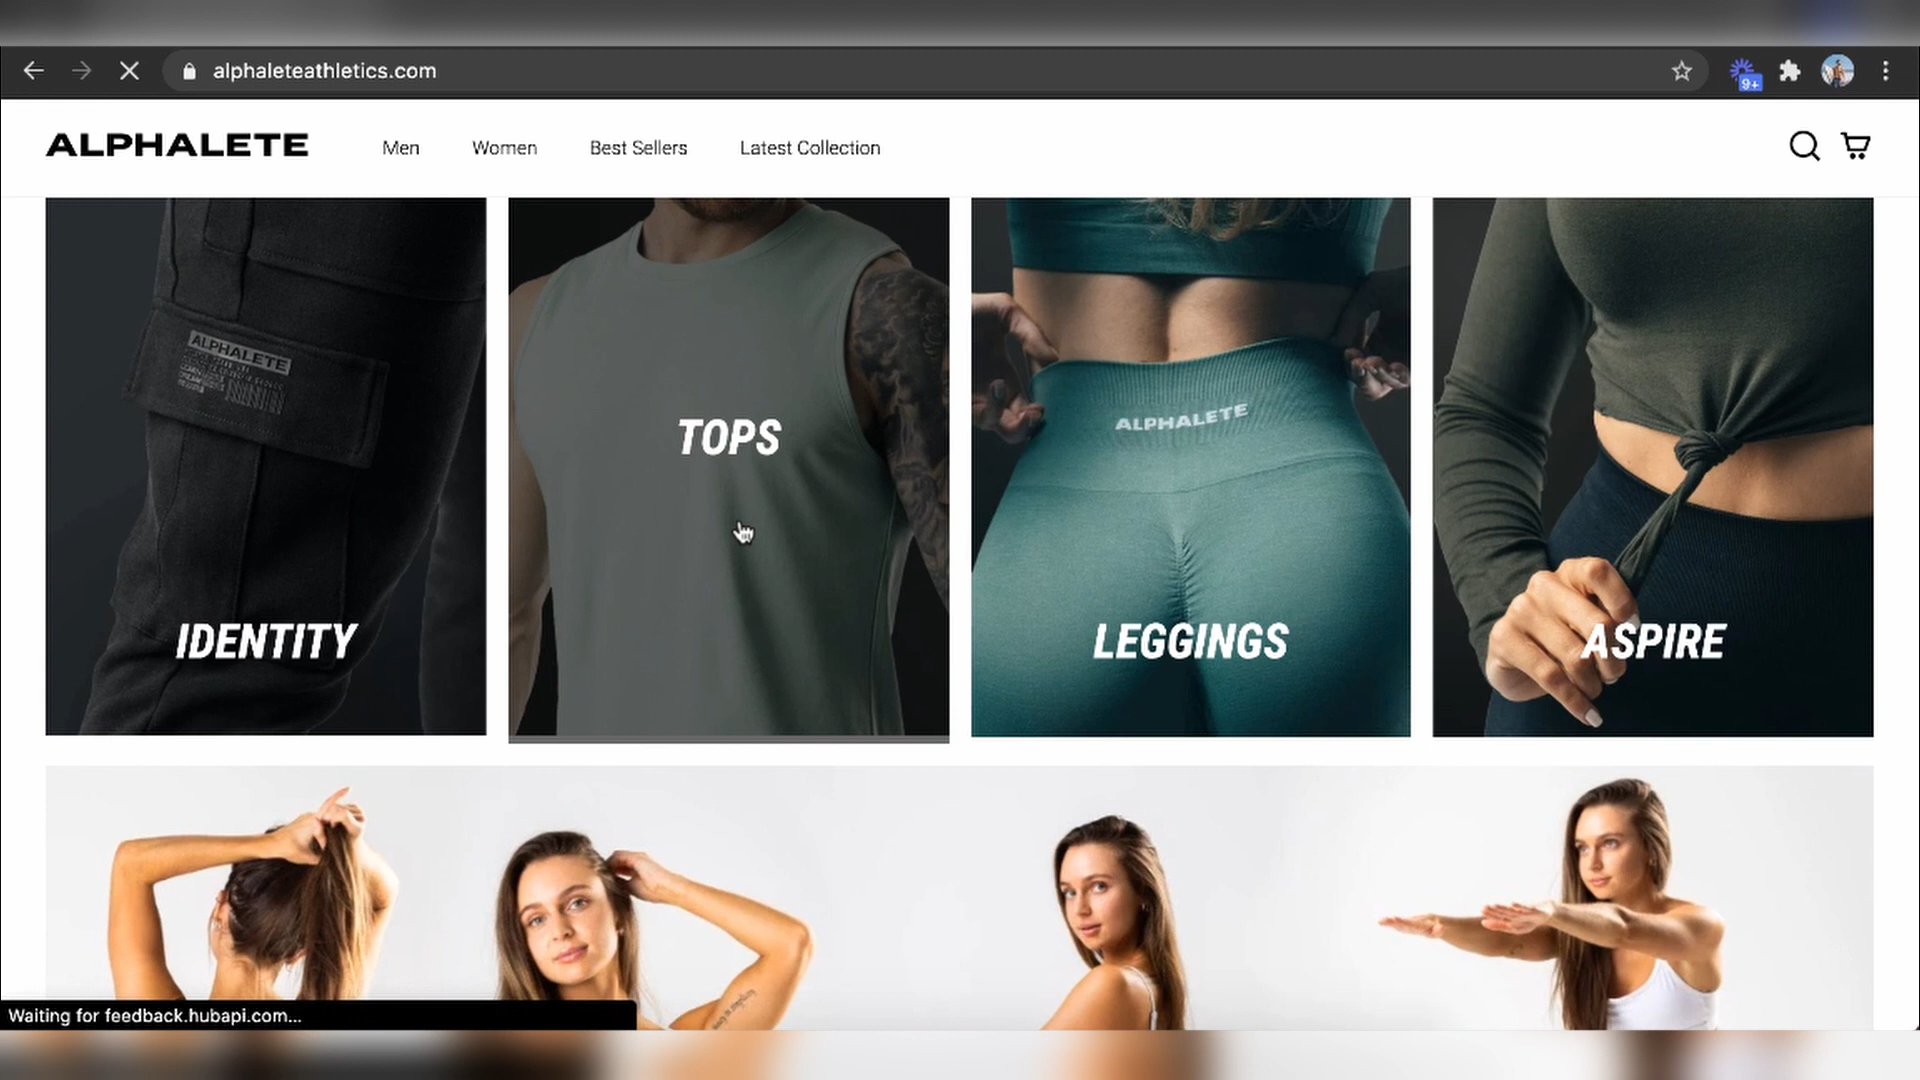 alphaleteathletics.com
9+
ALPHALETE
Men
Women
Best Sellers
Latest Collection
ALPHALETE
TOPS
ALPHALETE
IDENTITY
LEGGINGS
ASPIRE
Waiting for feedback.hubapi.com...